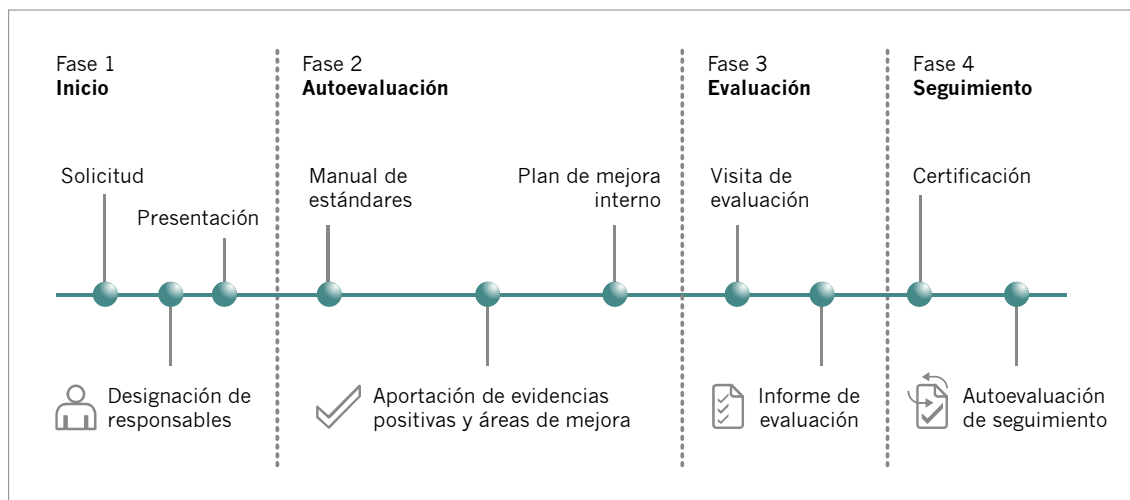 Fase 1
Inicio
Fase 2
Autoevaluación
Fase 3
Evaluación
Fase 4
Seguimiento
Solicitud
Presentación
Manual de
estándares
Plan de mejora
interno
Visita de
evaluación
Certificación
Designación de
responsables
Aportación de evidencias
positivas y áreas de mejora
Informe de
evaluación
Autoevaluación
de seguimiento